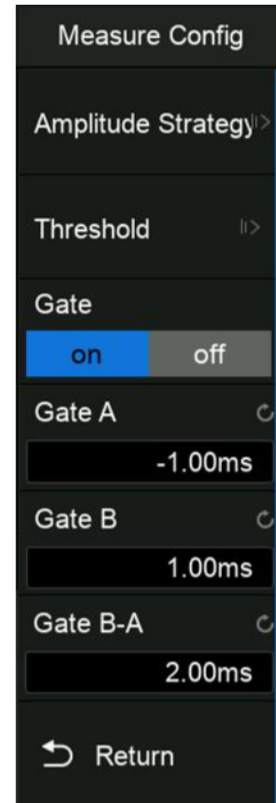 Measure Config
Amplitude Strategy
Threshold
Gate
on off
Gate A
-1.00ms
Gate B
1.00ms
Gate B-A
2.00ms
Return